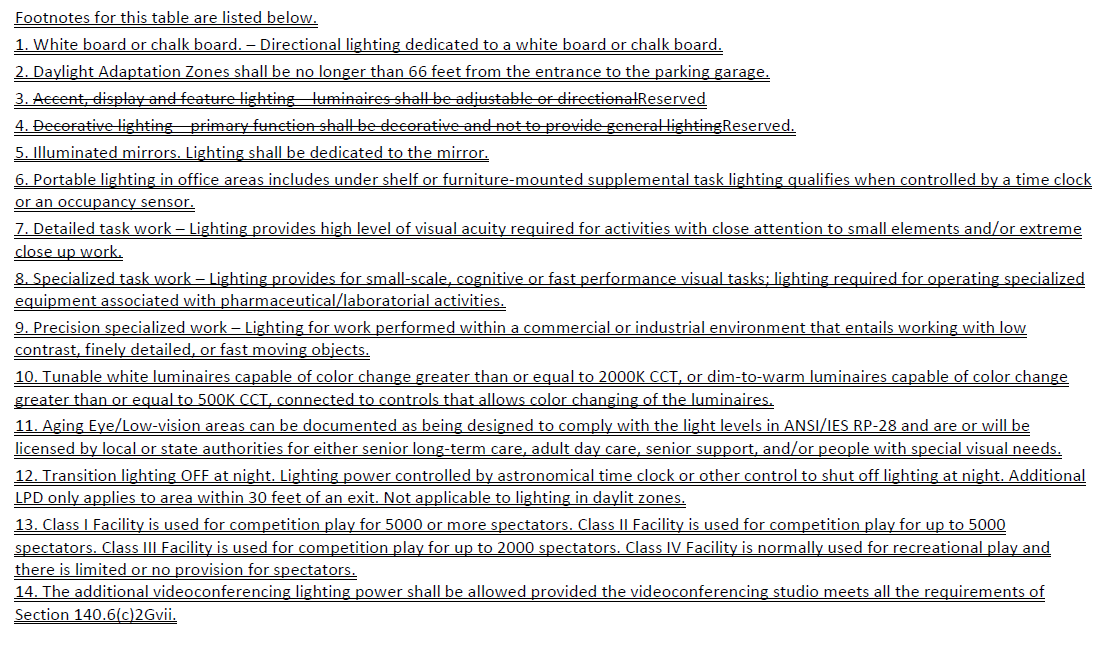 Footnotes for this table are listed below.
1. White board or chalk board. – Directional lighting dedicated to a white board or chalk board.
2. Daylight Adaptation Zones shall be no longer than 66 feet from the entrance to the parking garage.
3. Accent, display and feature lighting – luminaires shall be adjustable or directionalReserved
4. Decorative lighting – primary function shall be decorative and not to provide general lightingReserved.
5. Illuminated mirrors. Lighting shall be dedicated to the mirror.
6. Portable lighting in office areas includes under shelf or furniture-mounted supplemental task lighting qualifies when controlled by a time clock
or an occupancy sensor.
7. Detailed task work – Lighting provides high level of visual acuity required for activities with close attention to small elements and/or extreme
close up work.
8. Specialized task work – Lighting provides for small-scale, cognitive or fast performance visual tasks; lighting required for operating specialized
equipment associated with pharmaceutical/laboratorial activities.
9. Precision specialized work – Lighting for work performed within a commercial or industrial environment that entails working with low
contrast, finely detailed, or fast moving objects.
10. Tunable white luminaires capable of color change greater than or equal to 2000K CCT, or dim-to-warm luminaires capable of color change
greater than or equal to 500K CCT, connected to controls that allows color changing of the luminaires.
11. Aging Eye/Low-vision areas can be documented as being designed to comply with the light levels in ANSI/IES RP-28 and are or will be
licensed by local or state authorities for either senior long-term care, adult day care, senior support, and/or people with special visual needs.
12. Transition lighting OFF at night. Lighting power controlled by astronomical time clock or other control to shut off lighting at night. Additional
LPD only applies to area within 30 feet of an exit. Not applicable to lighting in daylit zones.
13. Class I Facility is used for competition play for 5000 or more spectators. Class II Facility is used for competition play for up to 5000
spectators. Class III Facility is used for competition play for up to 2000 spectators. Class IV Facility is normally used for recreational play and
there is limited or no provision for spectators.
14. The additional videoconferencing lighting power shall be allowed provided the videoconferencing studio meets all the requirements of
Section 140.6(c)2Gvii.